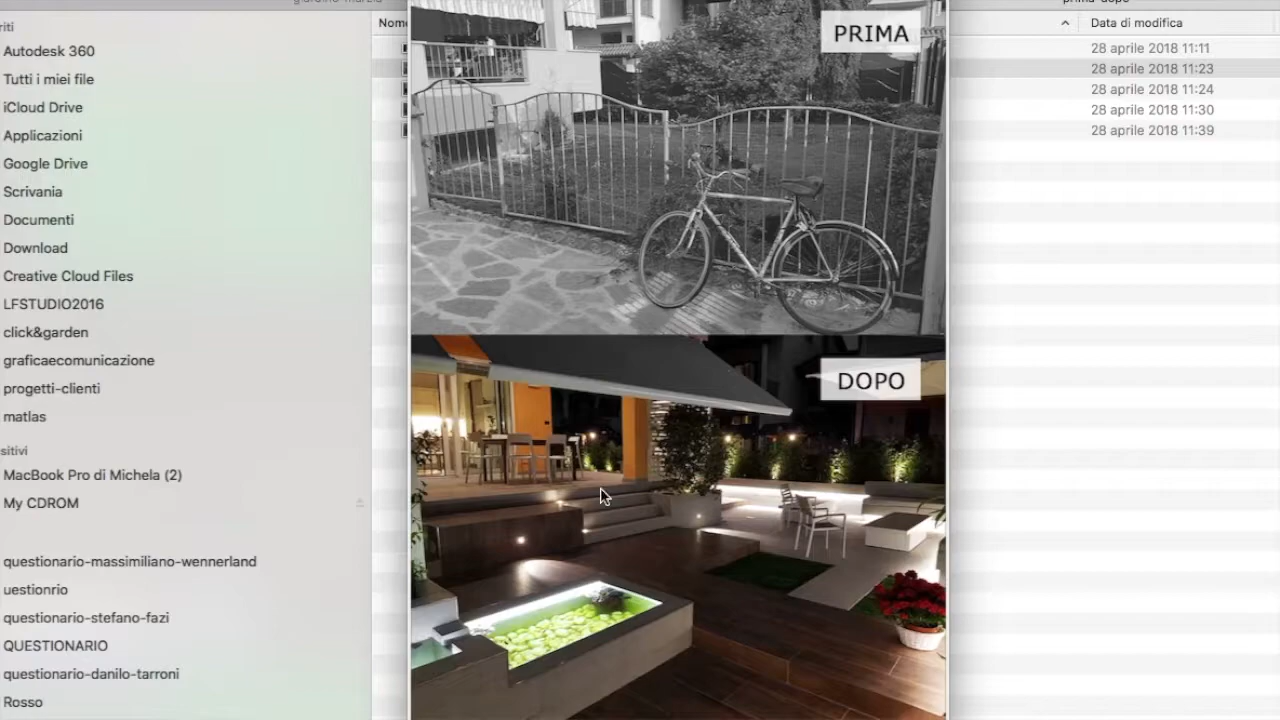 riti
Autodesk 360
Tutti i miei file
iCloud Drive
Applicazioni
Google Drive
Scrivania
Documenti
Download
Creative Cloud Files
LFSTUDIO2016
click&garden
graficaecomunicazione
progetti-clienti
matlas
sitivi
MacBook Pro di Michela (2)
My CDROM
questionario-massimiliano-wennerland
uestionrio
questionario-stefano-fazi
QUESTIONARIO
questionario-danilo-tarroni
Rosso
Nome
PRIMA
DOPO
Data di modifica
28 aprile 2018 11:11
28 aprile 2018 11:23
28 aprile 2018 11:24
28 aprile 2018 11:30
28 aprile 2018 11:39